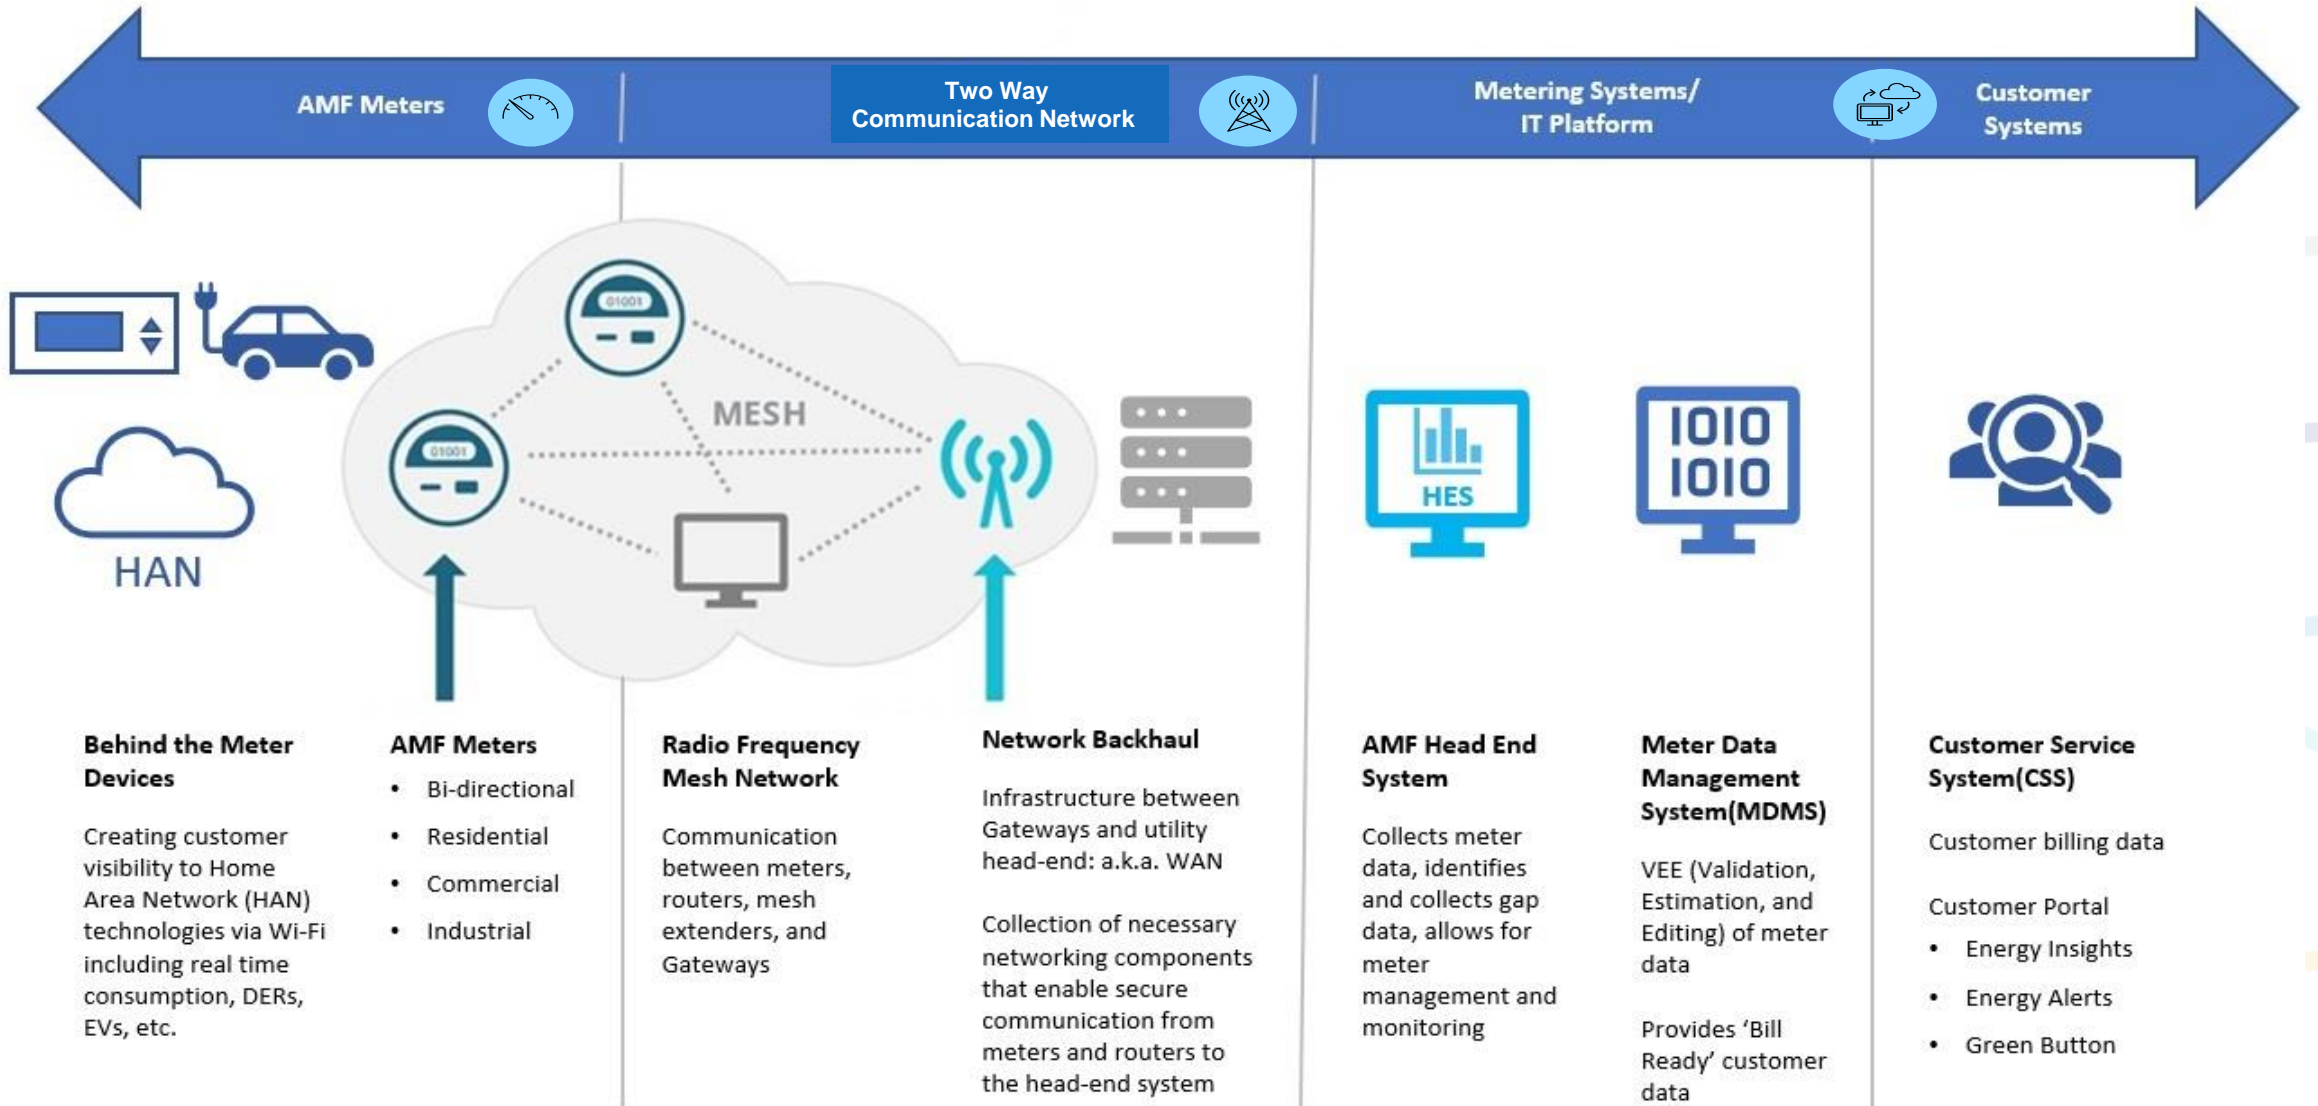 AMF Meters
Two Way
Communication Network
Metering Systems/
IT Platform
Customer
Systems
01001
01001
MESH
HAN
HES
1010
1010
Behind the Meter
Devices
Creating customer
visibility to Home
Area Network (HAN)
technologies via Wi-Fi
including real time
consumption, DERs,
EVs, etc.
AMF Meters
• Bi-directional
• Residential
• Commercial
• Industrial
Radio Frequency
Mesh Network
Communication
between meters,
routers, mesh
extenders, and
Gateways
Network Backhaul
Infrastructure between
Gateways and utility
head-end: a.k.a. WAN
Collection of necessary
networking components
that enable secure
communication from
meters and routers to
the head-end system
AMF Head End
System
Collects meter
data, identifies
and collects gap
data, allows for
meter
management and
monitoring
Meter Data
Management
System(MDMS)
VEE (Validation,
Estimation, and
Editing) of meter
data
Provides ‘Bill
Ready’ customer
data
Customer Service
System(CSS)
Customer billing data
Customer Portal
• Energy Insights
• Energy Alerts
• Green Button